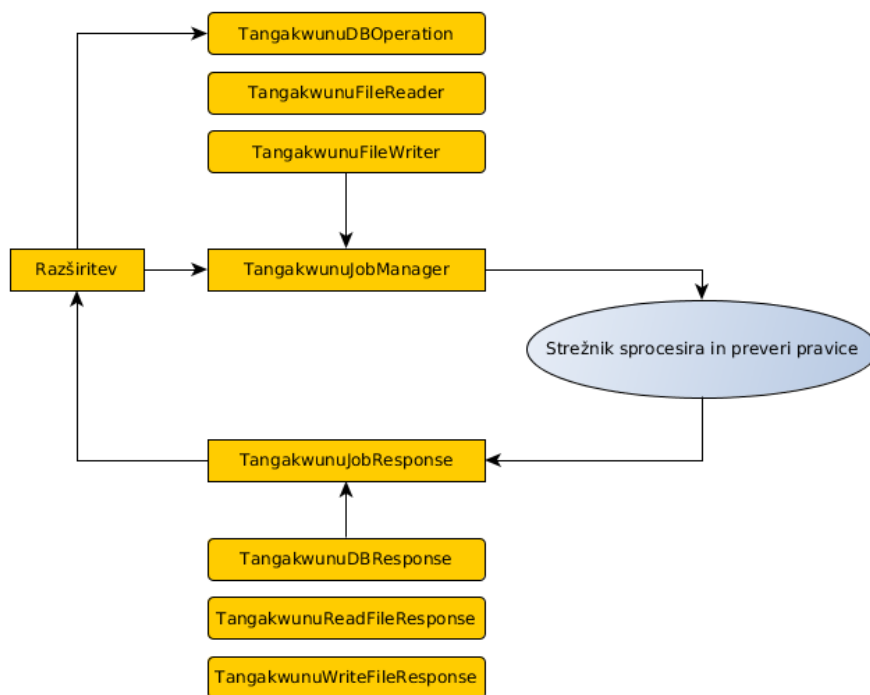 TangakwunuDBOperation
TangakwunuFileReader
TangakwunuFileWriter
Razširitev
TangakwunuJobManager
Strežnik sprocesira in preveri pravice
TangakwunuJobResponse
TangakwunuDBResponse
TangakwunuReadFileResponse
TangakwunuWriteFileResponse